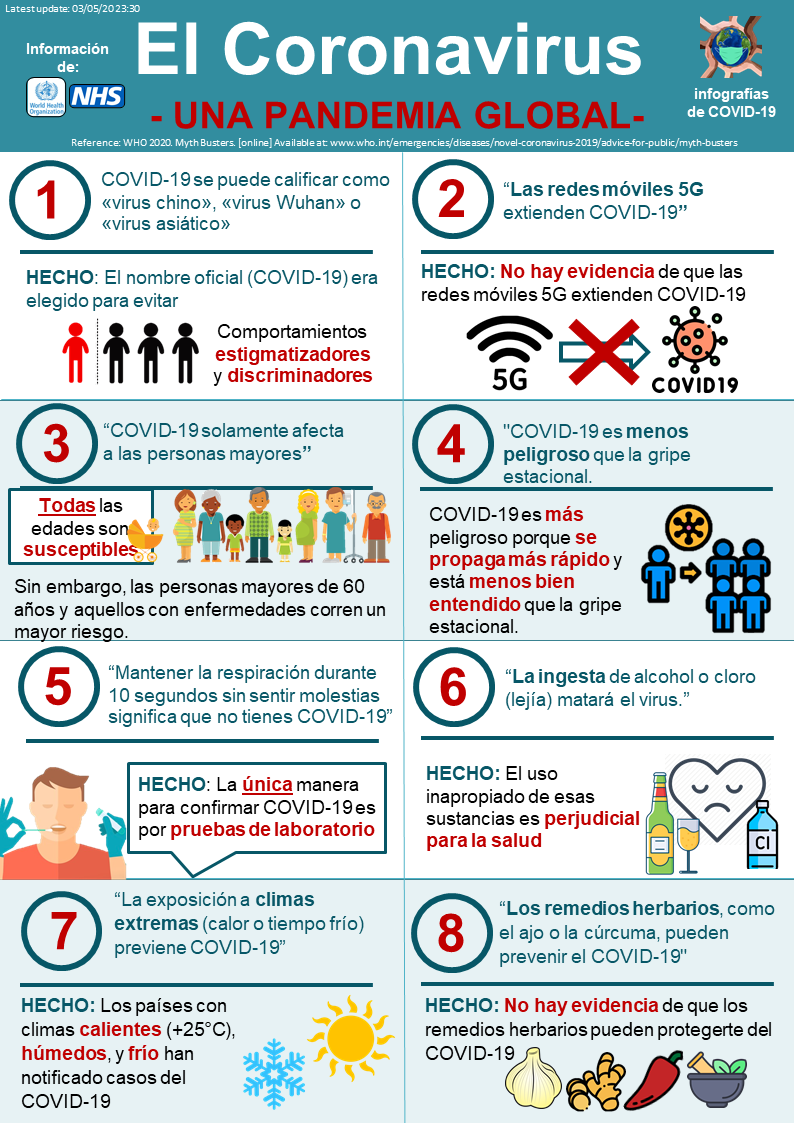 Latest update: 03/05/2023:30
Información
de:
World Health
Organization
NHS
El Coronavirus
- UNA PANDEMIA GLOBAL-
infografías
de COVID-19
Reference: WHO 2020. Myth Busters. [online] Available at: www.who.int/emergencies/diseases/novel-coronavirus-2019/advice-for-public/myth-busters
1
COVID-19 se puede calificar como
«virus chino», «virus Wuhan» o
«virus asiático»
HECHO: El nombre oficial (COVID-19) era
elegido para evitar
Comportamientos
estigmatizadores
y discriminadores
2
“Las redes móviles 5G
extienden COVID-19”
HECHO: No hay evidencia de que las
redes móviles 5G extienden COVID-19
5G
COVID19
3
“COVID-19 solamente afecta
a las personas mayores”
Todas las
edades son
susceptibles
Sin embargo, las personas mayores de 60
años y aquellos con enfermedades corren un
mayor riesgo.
4
"COVID-19 es menos
peligroso que la gripe
estacional.
COVID-19 es más
peligroso porque se
propaga más rápido y
está menos bien
entendido que la gripe
estacional.
5
“Mantener la respiración durante
10 segundos sin sentir molestias
significa que no tienes COVID-19”
HECHO: La única manera
para confirmar COVID-19 es
por pruebas de laboratorio
6
“La ingesta de alcohol o cloro
(lejía) matará el virus.”
HECHO: El uso
inapropiado de esas
sustancias es perjudicial
para la salud
Cl
7
“La exposición a climas
extremas (calor o tiempo frío)
previene COVID-19”
HECHO: Los países con
climas calientes (+25°C),
húmedos, y frío han
notificado casos del
COVID-19
8
“Los remedios herbarios, como
el ajo o la cúrcuma, pueden
prevenir el COVID-19"
HECHO: No hay evidencia de que los
remedios herbarios pueden protegerte del
COVID-19